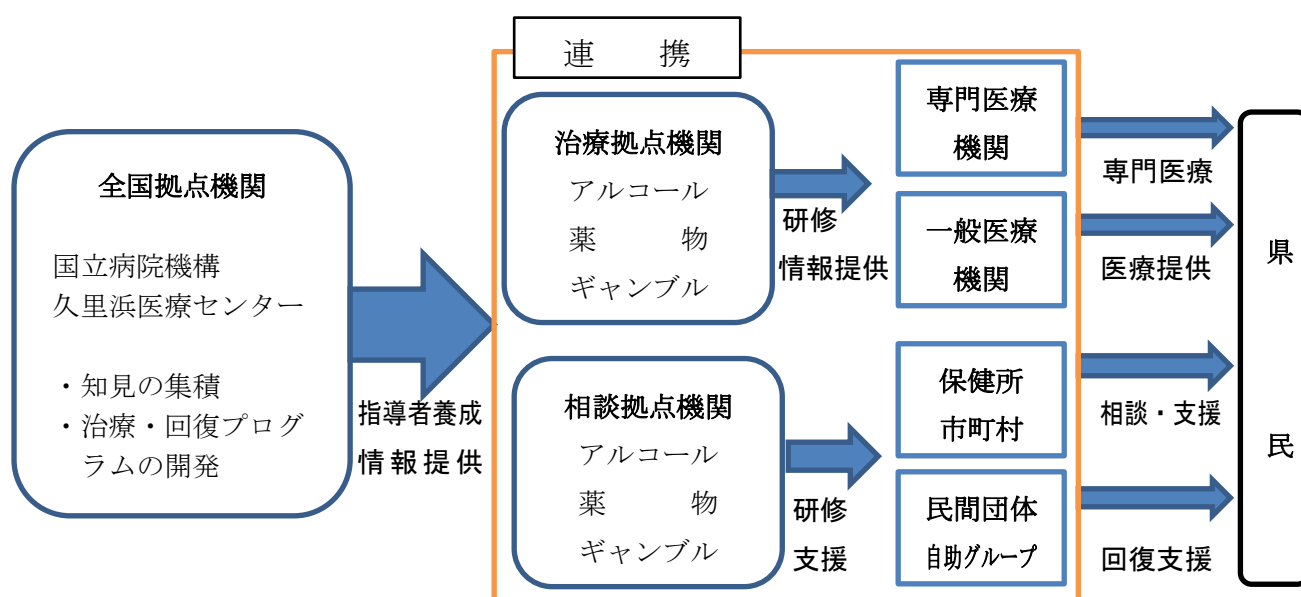 連　携
全国拠点機関
国立病院機構
久里浜医療センター
・知見の集積
・治療・回復プログ
ラムの開発
指導者養成
情報提供
治療拠点機関
アルコール
薬　物
ギャンブル
研修
情報提供
専門医療
機関
一般医療
機関
相談拠点機関
アルコール
薬　物
ギャンブル
研修
支援
保健所
市町村
民間団体
自助グループ
専門医療
医療提供
相談・支援
回復支援
県
民